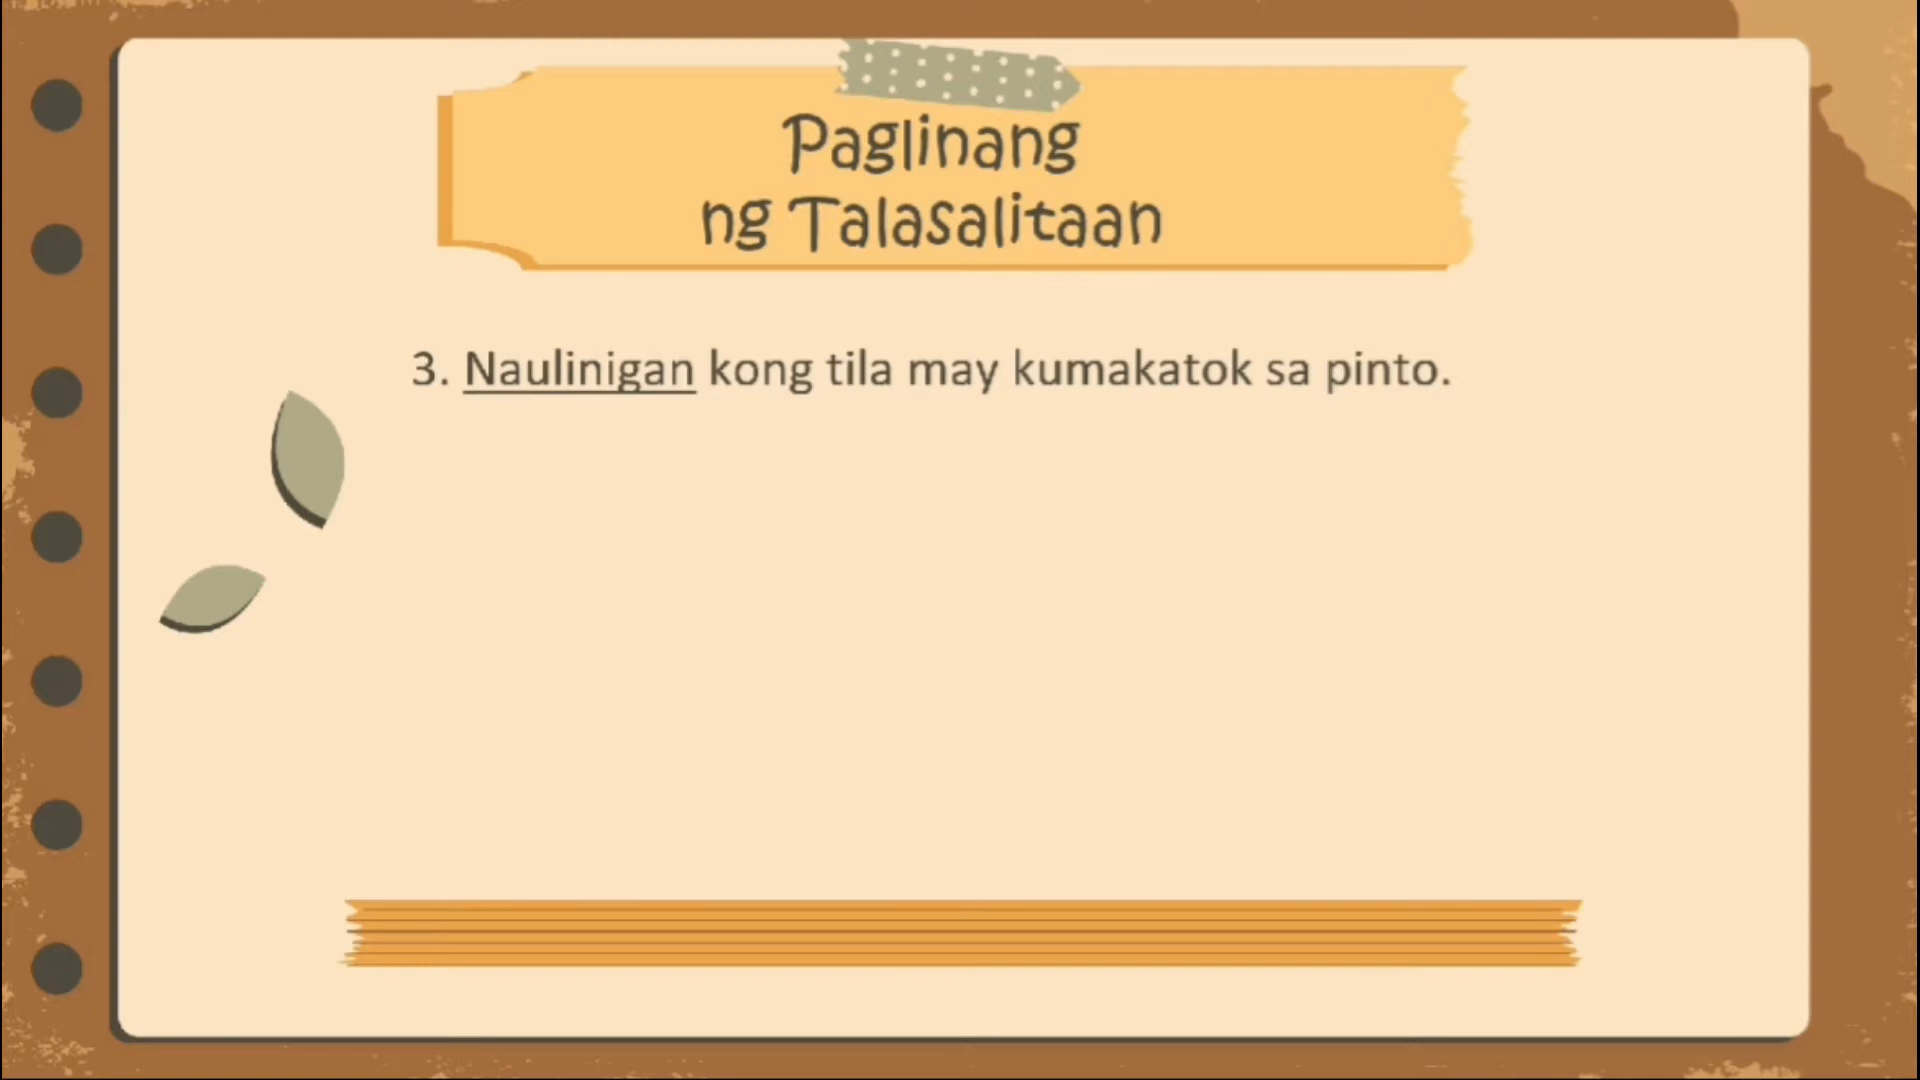 Paglinang
ng Talasalitaan
3. Naulinigan kong tila may kumakatok sa pinto.